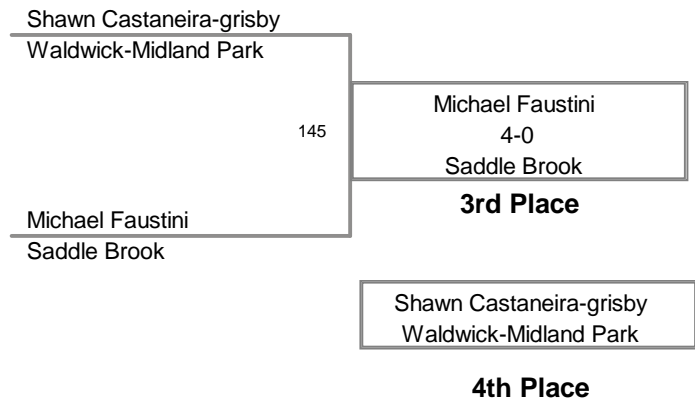 Shawn Castaneira-grisby
Waldwick-Midland Park
145
Michael Faustini
4-0
Saddle Brook
3rd Place
Michael Faustini
Saddle Brook
Shawn Castaneira-grisby
Waldwick-Midland Park
4th Place